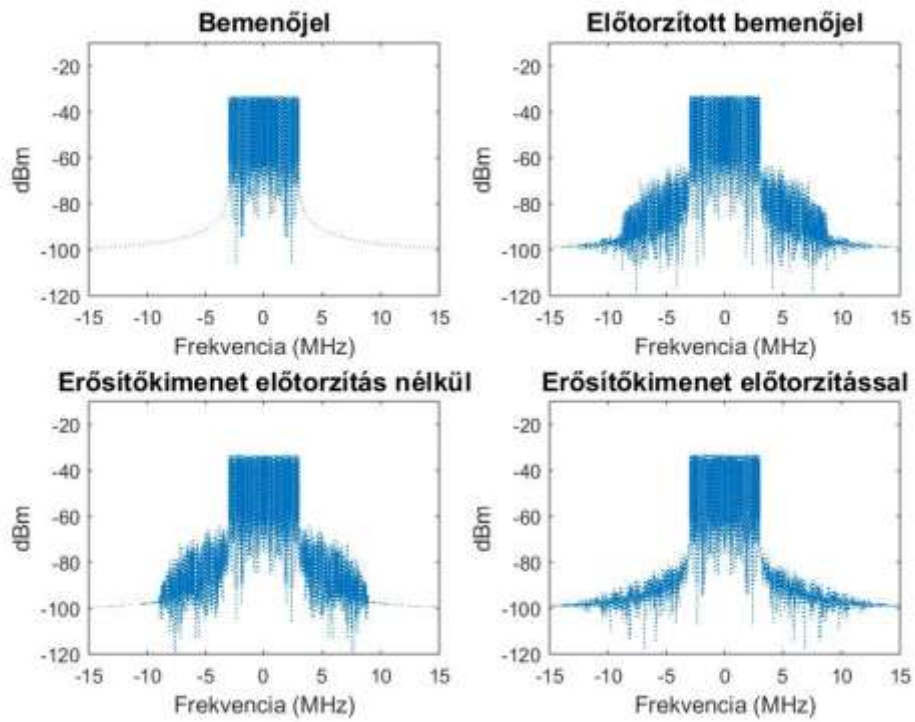 Bemenőjel
-20
-40
-60
-80
-100
-120
dBm
-15 -10 -5 0 5 10 15
Frekvencia (MHz)
Előtorzított bemenőjel
-20
-40
-60
-80
-100
-120
dBm
-15 -10 -5 0 5 10 15
Frekvencia (MHz)
Erősítőkimenet előtorzítás nélkül
-20
-40
-60
-80
-100
-120
dBm
-15 -10 -5 0 5 10 15
Frekvencia (MHz)
Erősítőkimenet előtorzítással
-20
-40
-60
-80
-100
-120
dBm
-15 -10 -5 0 5 10 15
Frekvencia (MHz)